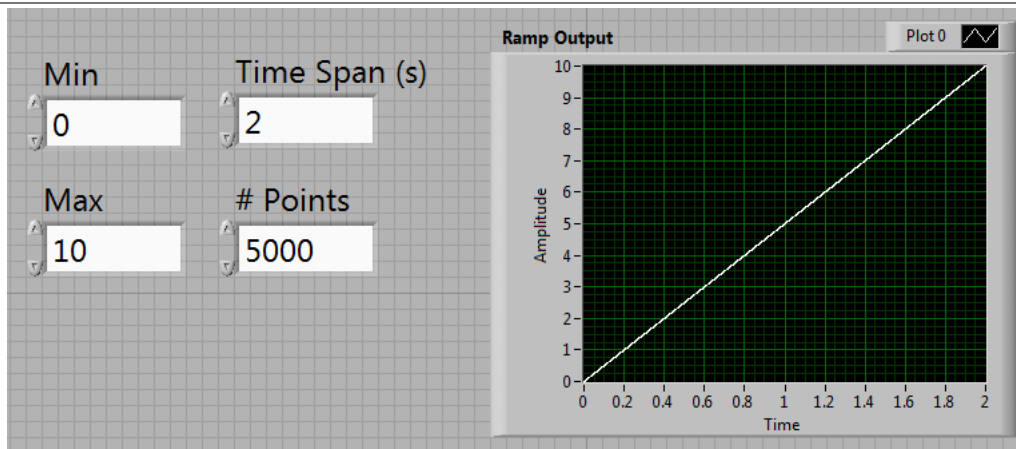 Min
Time Span (s)
0
2
Max
# Points
10
5000
Ramp Output
Plot 0
10
9
8
7
6
5
4
3
2
1
0
Amplitude
0 0.2 0.4 0.6 0.8 1 1.2 1.4 1.6 1.8 2
Time